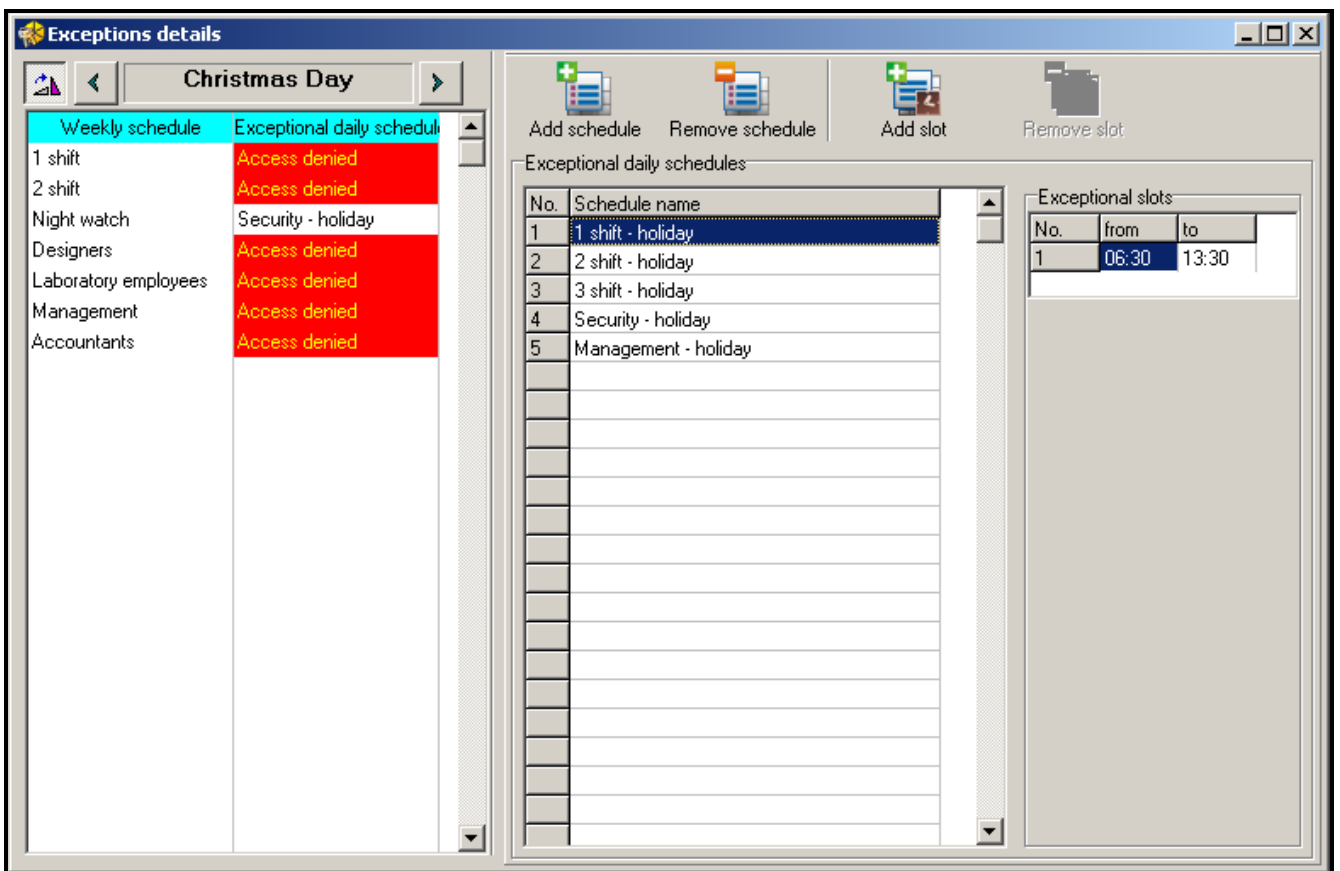 Exceptions details
Christmas Day
Weekly schedule Exceptional daily schedul
1 shift Access denied
2 shift Access denied
Night watch Security - holiday
Designers Access denied
Laboratory employees Access denied
Management Access denied
Accountants Access denied
Add schedule Remove schedule Add slot Remove slot
Exceptional daily schedules
No. Schedule name
1 1 shift - holiday
2 2 shift - holiday
3 3 shift - holiday
4 Security - holiday
5 Management - holiday
Exceptional slots
No. from to
1 06:30 13:30